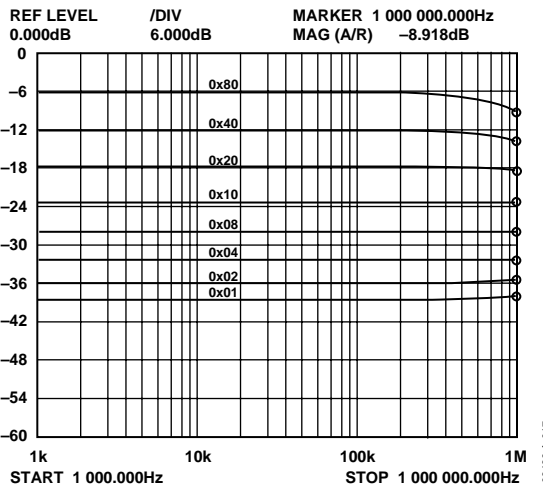 REF LEVEL /DIV MARKER 1 000 000.000Hz
0.000dB 6.000dB MAG (A/R) –8.918dB
0
–6
0x80
–12
0x40
–18
0x20
–24
0x10
–30
0x08
–36
0x04
0x02
0x01
–42
–48
–54
–60
1k 10k 100k 1M
START 1 000.000Hz STOP 1 000 000.000Hz